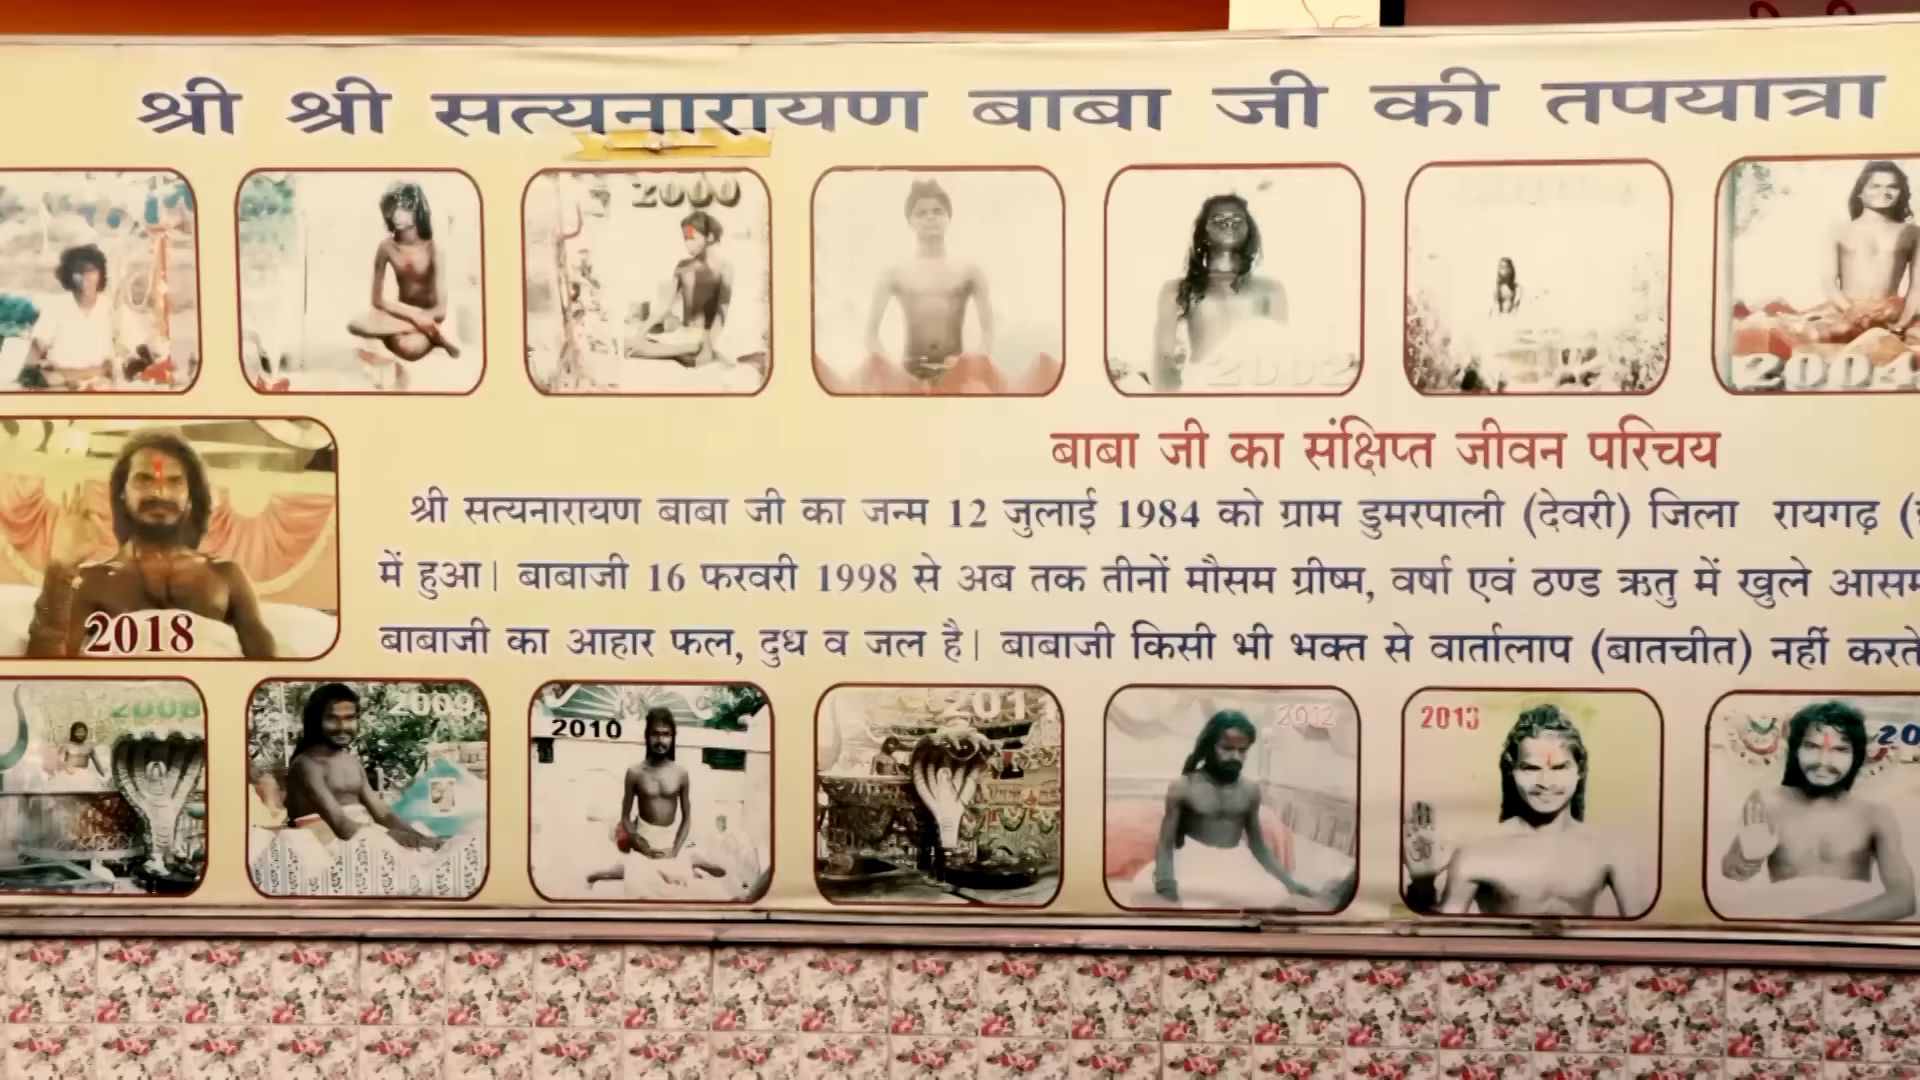 श्री श्री सत्यनारायण बाबा जी की तपयात्रा
2000
2002
2004
बाबा जी का संक्षिप्त जीवन परिचय
श्री सत्यनारायण बाबा जी का जन्म 12 जुलाई 1984 को ग्राम डुमरपाली (देवरी) जिला रायगढ़
में हुआ। बाबाजी 16 फरवरी 1998 से अब तक तीनों मौसम ग्रीष्म, वर्षा एवं ठण्ड ऋतु में खुले
बाबाजी का आहार फल, दुध व जल है। बाबाजी किसी भी भक्त से वार्तालाप (बातचीत) नहीं करते
2018
2008
2009
2010
2011
2012
2013
20